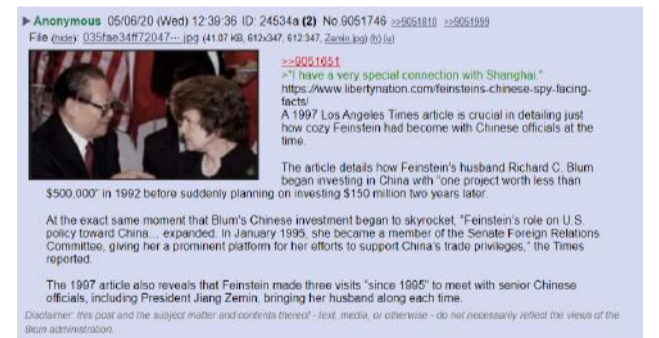 ▶ Anonymous 05/06/20 (Wed) 12:39:36 ID: 24534a (2) No.9051746 >>9051810 >>9051999
File (hide): 035fae34ff72047⋯.jpg (41.07 KB, 612x347, 612:347, Zemin.jpg) (h) (u)
>>9051651
>"I have a very special connection with Shanghai."
https://www.libertynation.com/feinsteins-chinese-spy-facing-
facts/
A 1997 Los Angeles Times article is crucial in detailing just
how cozy Feinstein had become with Chinese officials at the
time.
The article details how Feinstein's husband Richard C. Blum
began investing in China with "one project worth less than
$500,000" in 1992 before suddenly planning on investing $150 million two years later.
At the exact same moment that Blum's Chinese investment began to skyrocket, "Feinstein's role on U.S.
policy toward China... expanded. In January 1995, she became a member of the Senate Foreign Relations
Committee, giving her a prominent platform for her efforts to support China's trade privileges," the Times
reported.
The 1997 article also reveals that Feinstein made three visits "since 1995" to meet with senior Chinese
officials, including President Jiang Zemin, bringing her husband along each time.
Disclaimer: this post and the subject matter and contents thereof - text, media, or otherwise - do not necessarily reflect the views of the
8kun administration.